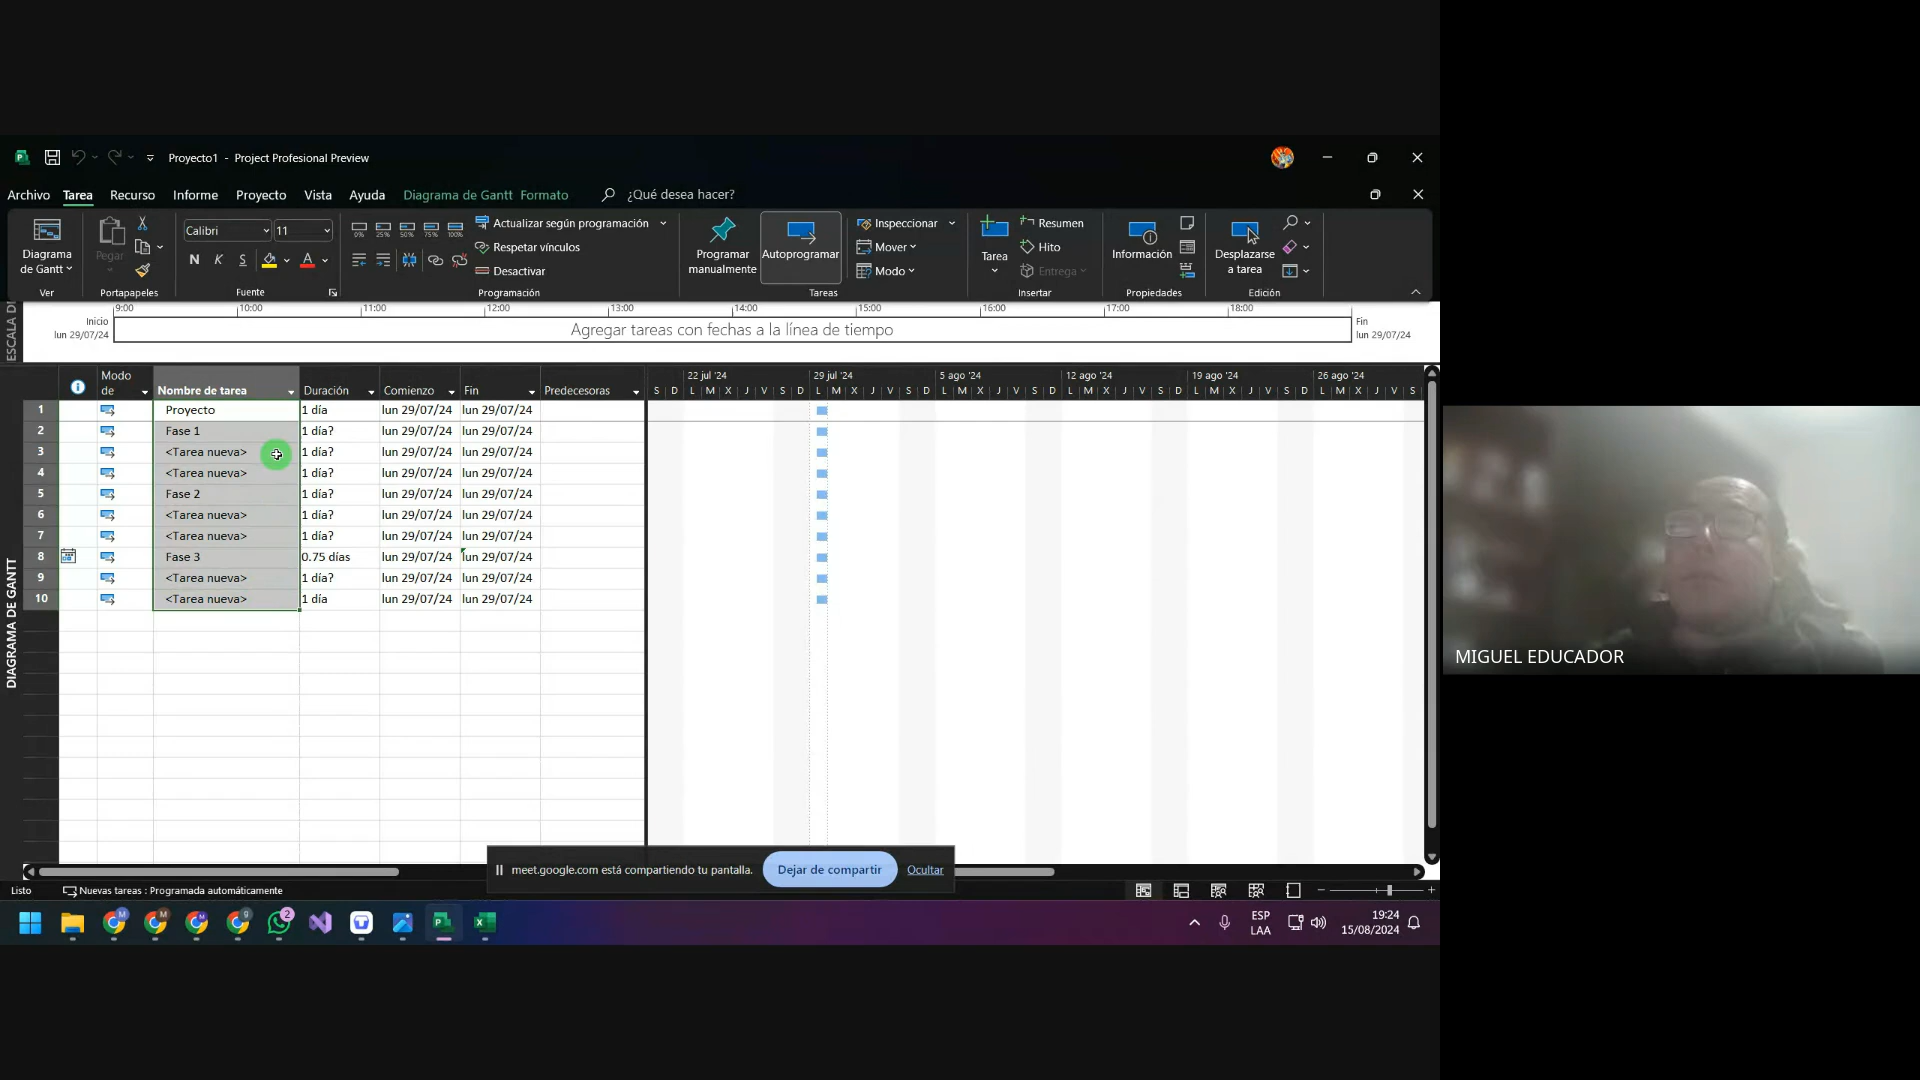 Proyecto1 - Project Profesional Preview
Archivo Tarea Recurso Informe Proyecto Vista Ayuda Diagrama de Gantt Formato ¿Qué desea hacer?
Diagrama de Gantt
Ver
Pegar
Portapapeles
Calibri 11
N K S A
Fuente
0% 25% 50% 75% 100%
Actualizar según programación
Respetar vínculos
Desactivar
Programación
Programar manualmente
Autoprogramar
Inspeccionar
Mover
Modo
Tareas
Tarea
Resumen
Hito
Entrega
Insertar
Información
Propiedades
Desplazarse a tarea
Edición
ESCALA DE
9:00 10:00 11:00 12:00 13:00 14:00 15:00 16:00 17:00 18:00
Inicio
lun 29/07/24
Agregar tareas con fechas a la línea de tiempo
Fin
lun 29/07/24
DIAGRAMA DE GANTT
Modo de Nombre de tarea Duración Comienzo Fin Predecesoras
22 jul '24 29 jul '24 5 ago '24 12 ago '24 19 ago '24 26 ago '24
S D L M X J V S D L M X J V S D L M X J V S D L M X J V S D L M X J V S D L M X J V S
1 Proyecto 1 día lun 29/07/24 lun 29/07/24
2 Fase 1 1 día? lun 29/07/24 lun 29/07/24
3 <Tarea nueva> 1 día? lun 29/07/24 lun 29/07/24
4 <Tarea nueva> 1 día? lun 29/07/24 lun 29/07/24
5 Fase 2 1 día? lun 29/07/24 lun 29/07/24
6 <Tarea nueva> 1 día? lun 29/07/24 lun 29/07/24
7 <Tarea nueva> 1 día? lun 29/07/24 lun 29/07/24
8 Fase 3 0.75 días lun 29/07/24 lun 29/07/24
9 <Tarea nueva> 1 día? lun 29/07/24 lun 29/07/24
10 <Tarea nueva> 1 día lun 29/07/24 lun 29/07/24
meet.google.com está compartiendo tu pantalla. Dejar de compartir Ocultar
Listo Nuevas tareas : Programada automáticamente
2
ESP
LAA
19:24
15/08/2024
MIGUEL EDUCADOR